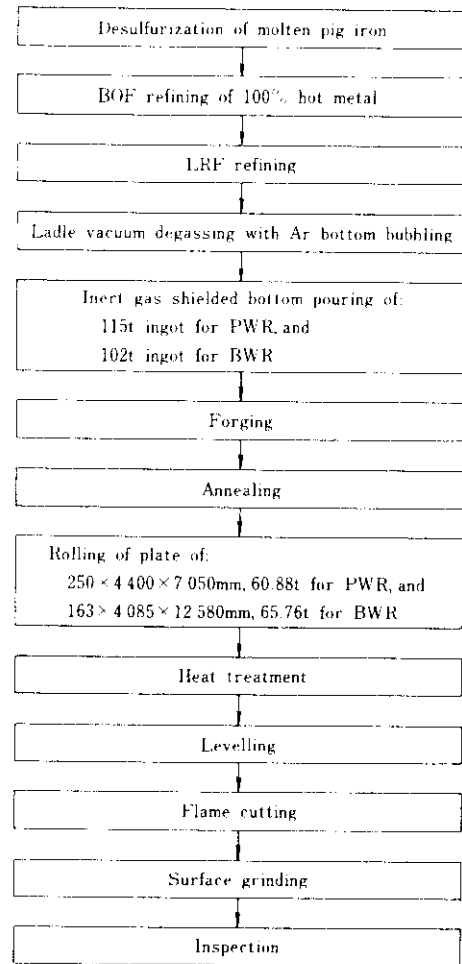 Desulfurization of molten pig iron
BOF refining of 100% hot metal
LRF refining
Ladle vacuum degassing with Ar bottom bubbling
Inert gas shielded bottom pouring of:
115t ingot for PWR, and
102t ingot for BWR
Forging
Annealing
Rolling of plate of:
250 × 4 400 × 7 050mm, 60.88t for PWR, and
163 × 4 085 × 12 580mm, 65.76t for BWR
Heat treatment
Levelling
Flame cutting
Surface grinding
Inspection